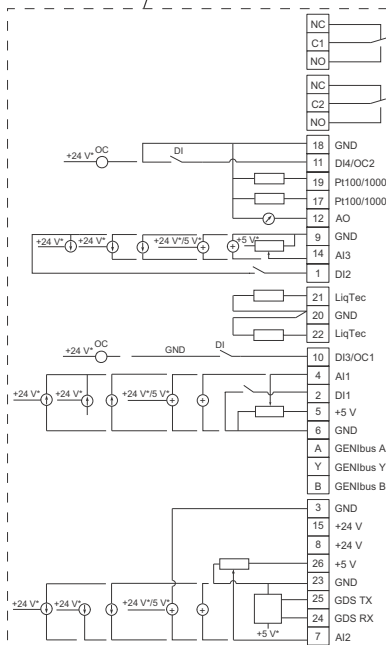 NC
C1
NO
NC
C2
NO
18 GND
+24 V* OC DI 11 DI4/OC2
19 Pt100/1000
17 Pt100/1000
12 AO
9 GND
+24 V* +24 V* +24 V*/5 V* +5 V*
14 AI3
1 DI2
21 LiqTec
20 GND
22 LiqTec
+24 V* OC GND DI 10 DI3/OC1
4 AI1
+24 V* +24 V* +24 V*/5 V* 2 DI1
5 +5 V
6 GND
A GENIbus A
Y GENIbus Y
B GENIbus B
3 GND
15 +24 V
8 +24 V
26 +5 V
23 GND
25 GDS TX
+24 V* +24 V* +24 V*/5 V* 24 GDS RX
+5 V* 7 AI2